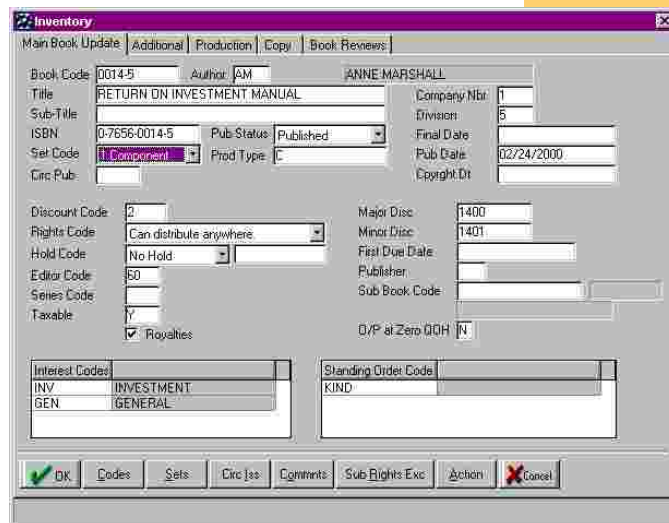 Inventory
Main Book Update Additional Production Copy Book Reviews
Book Code 0014-5 Author AM ANNE MARSHALL
Title RETURN ON INVESTMENT MANUAL Company Nbr 1
Sub-Title Division 5
ISBN 0-7656-0014-5 Pub Status Published Final Date
Set Code 1 Component Prod Type C Pub Date 02/24/2000
Circ Pub Cpyrght Dt
Discount Code 2 Major Disc 1400
Rights Code Can distribute anywhere. Minor Disc 1401
Hold Code No Hold First Due Date
Editor Code 60 Publisher
Series Code Sub Book Code
Taxable Y
Royalties O/P at Zero QOH N
Interest Codes Standing Order Code
INV INVESTMENT KIND
GEN GENERAL
OK Codes Sets Circ Iss Commnts Sub Rights Exc Action Cancel